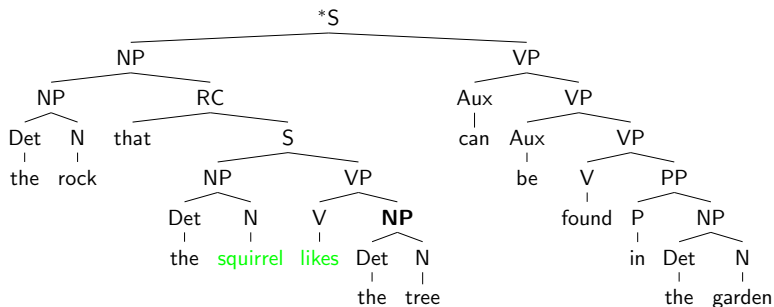 *S
NP VP
NP RC Aux VP
Det N that S can Aux VP
the rock NP VP be V PP
Det N V NP found P NP
the squirrel likes Det N in Det N
the tree the garden